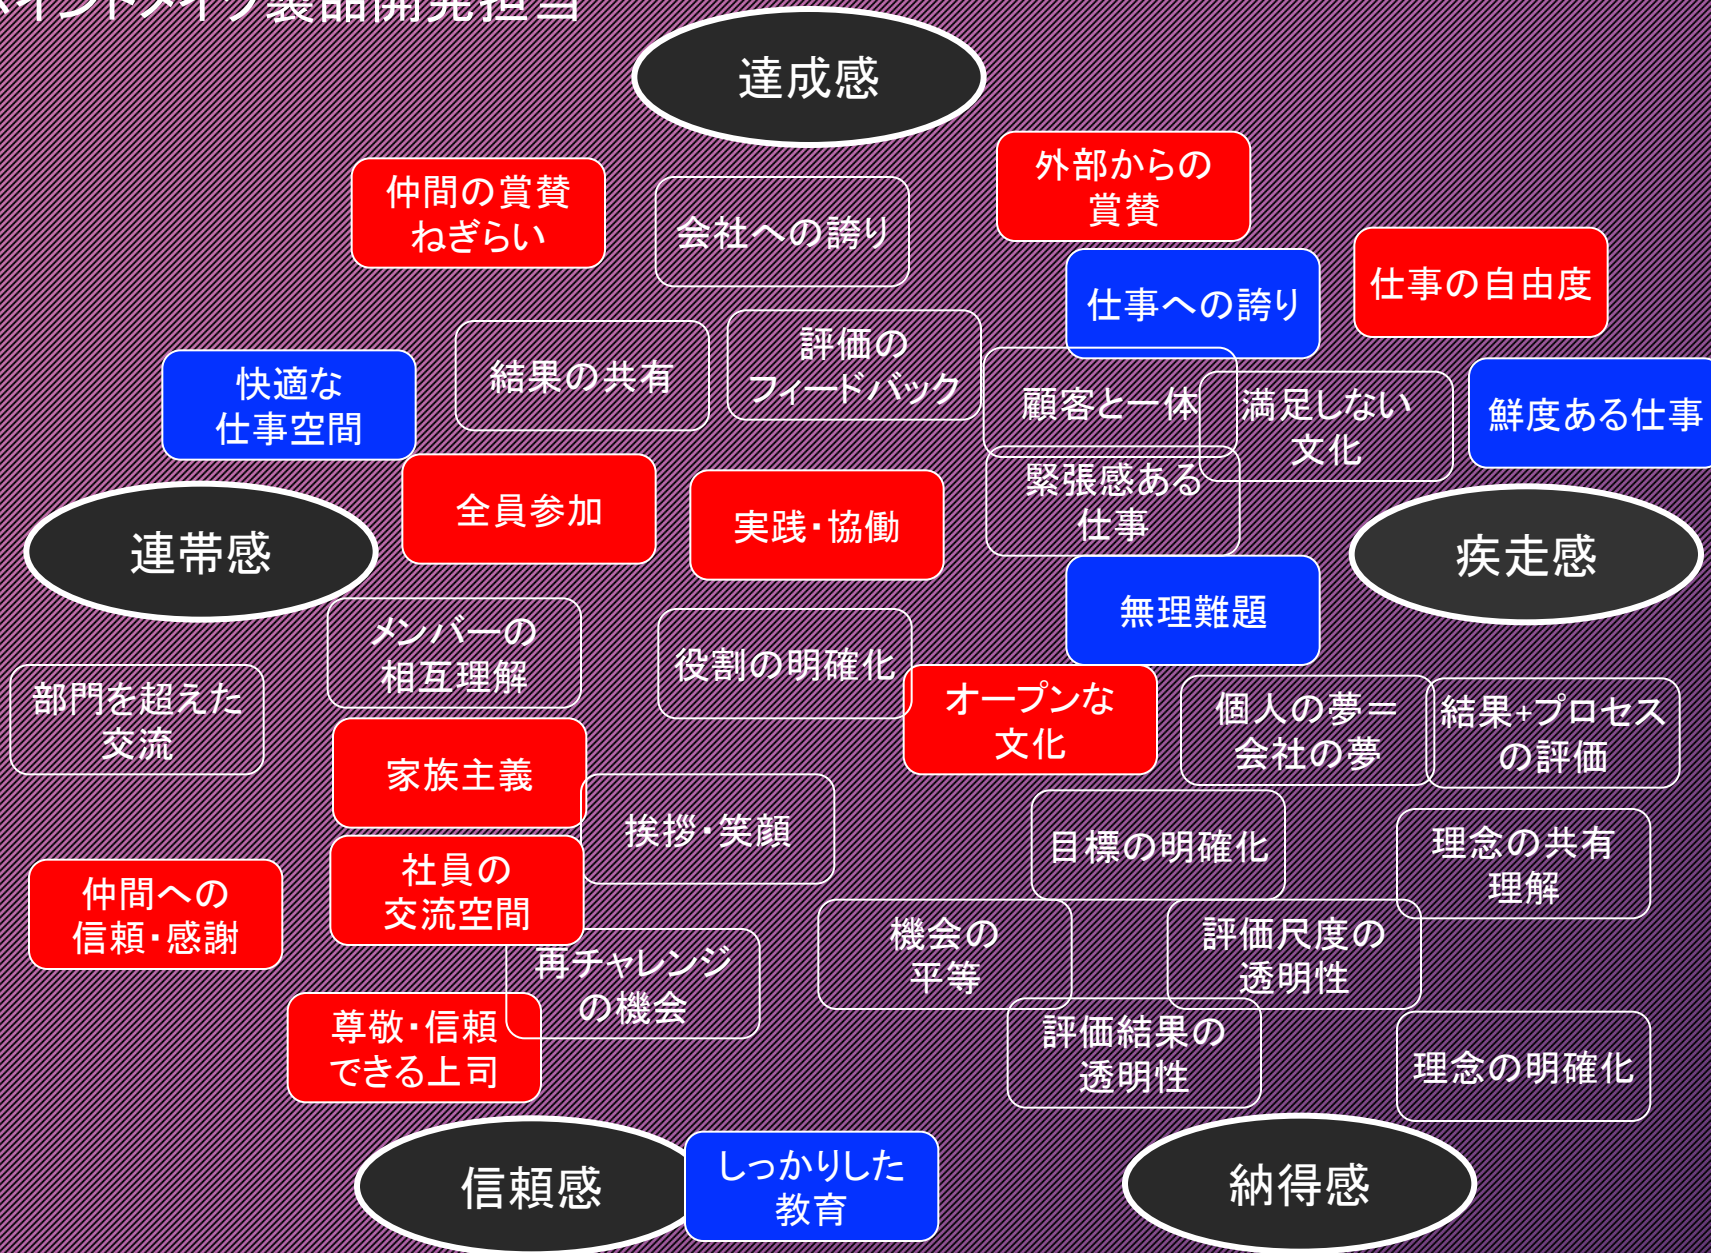 メイク製品開発担当
達成感
外部からの
賞賛
仲間の賞賛
ねぎらい
会社への誇り
仕事の自由度
仕事への誇り
評価の
フィードバック
結果の共有
快適な
仕事空間
顧客と一体
満足しない
文化
鮮度ある仕事
緊張感ある
仕事
全員参加
実践・協働
連帯感
疾走感
無理難題
メンバーの
相互理解
役割の明確化
部門を超えた
交流
オープンな
文化
個人の夢＝
会社の夢
結果+プロセス
の評価
家族主義
挨拶・笑顔
目標の明確化
理念の共有
理解
社員の
交流空間
仲間への
信頼・感謝
再チャレンジ
の機会
機会の
平等
評価尺度の
透明性
尊敬・信頼
できる上司
評価結果の
透明性
理念の明確化
信頼感
しっかりした
教育
納得感